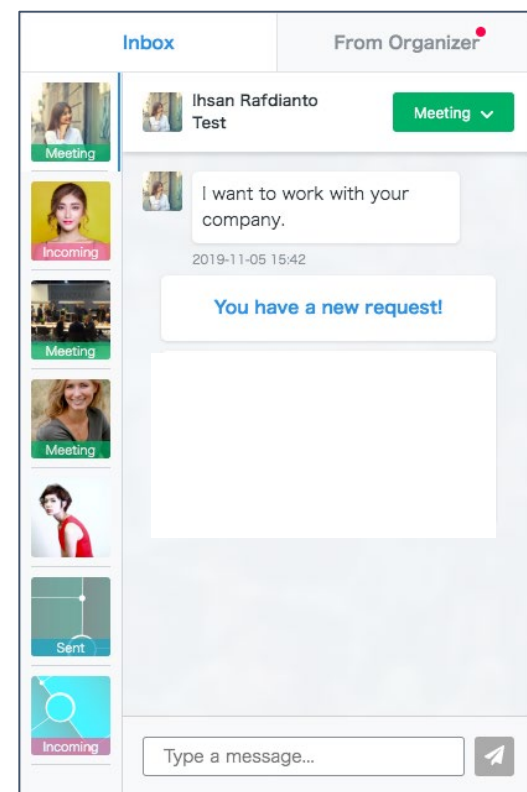 Inbox
From Organizer
Meeting
Incoming
Meeting
Meeting
Sent
Incoming
Ihsan Rafdianto
Test
Meeting
I want to work with your
company.
2019-11-05 15:42
You have a new request!
Type a message...